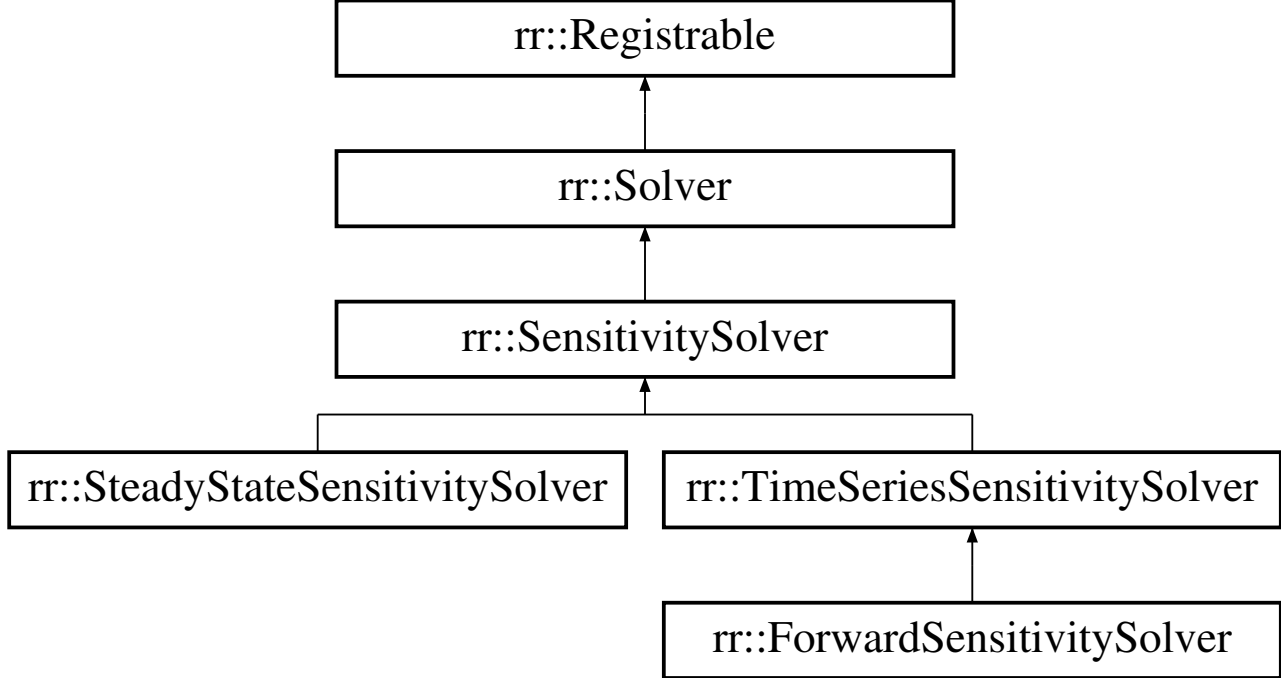 rr::Registrable
rr::Solver
rr::SensitivitySolver
rr::SteadyStateSensitivitySolver
rr::TimeSeriesSensitivitySolver
rr::ForwardSensitivitySolver